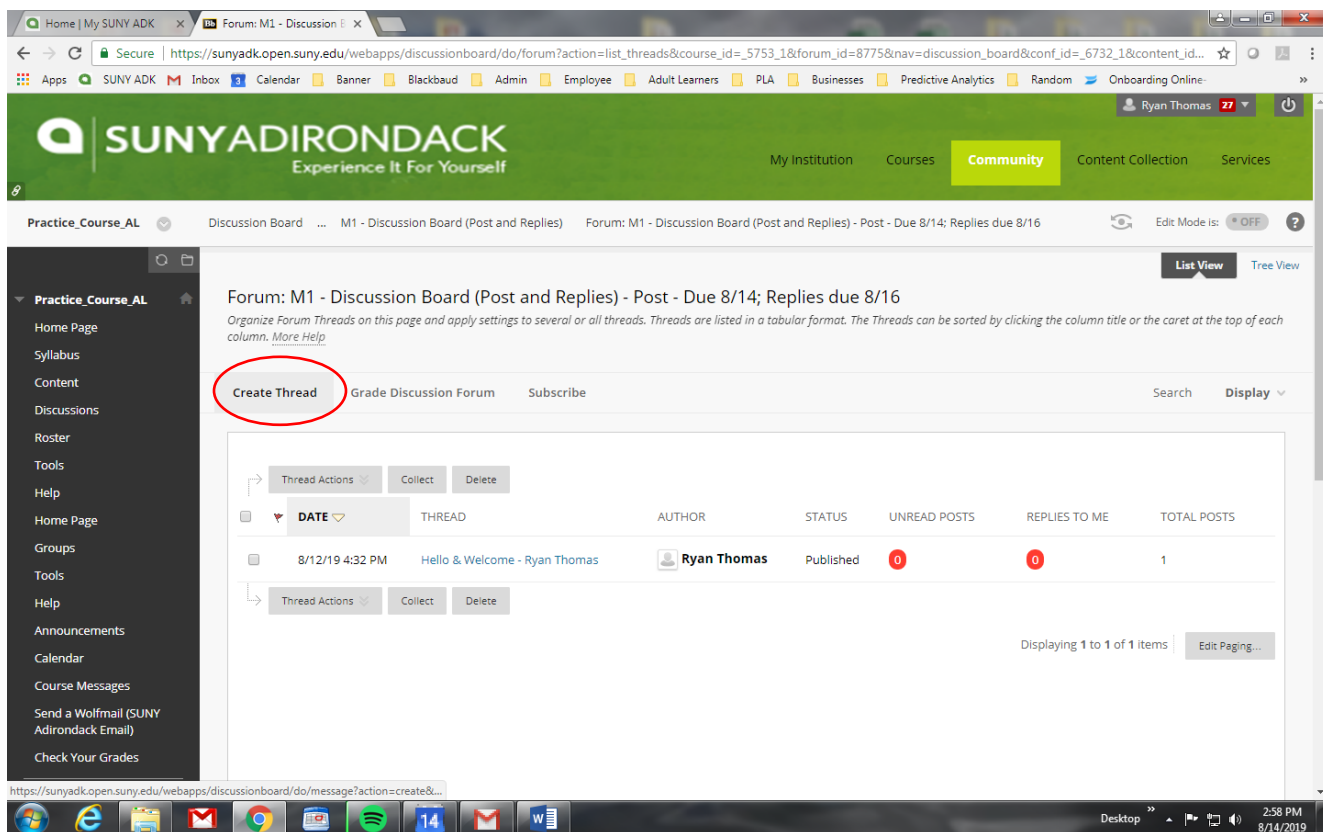 Home | My SUNY ADK
Bb Forum: M1 - Discussion B
Secure | https://sunyadk.open.suny.edu/webapps/discussionboard/do/forum?action=list_threads&course_id=_5753_1&forum_id=8775&nav=discussion_board&conf_id=_6732_1&content_id...
Apps SUNY ADK Inbox 3 Calendar Banner Blackbaud Admin Employee Adult Learners PLA Businesses Predictive Analytics Random Onboarding Online- »
Ryan Thomas 27
SUNYADIRONDACK
Experience It For Yourself
My Institution Courses Community Content Collection Services
Practice_Course_AL Discussion Board ... M1 - Discussion Board (Post and Replies) Forum: M1 - Discussion Board (Post and Replies) - Post - Due 8/14; Replies due 8/16 Edit Mode is: OFF ?
List View Tree View
Practice_Course_AL
Home Page
Syllabus
Content
Discussions
Roster
Tools
Help
Home Page
Groups
Tools
Help
Announcements
Calendar
Course Messages
Send a Wolfmail (SUNY
Adirondack Email)
Check Your Grades
Forum: M1 - Discussion Board (Post and Replies) - Post - Due 8/14; Replies due 8/16
Organize Forum Threads on this page and apply settings to several or all threads. Threads are listed in a tabular format. The Threads can be sorted by clicking the column title or the caret at the top of each
column. More Help
Create Thread Grade Discussion Forum Subscribe Search Display
Thread Actions Collect Delete
DATE THREAD AUTHOR STATUS UNREAD POSTS REPLIES TO ME TOTAL POSTS
8/12/19 4:32 PM Hello & Welcome - Ryan Thomas Ryan Thomas Published 0 0 1
Thread Actions Collect Delete
Displaying 1 to 1 of 1 items Edit Paging...
https://sunyadk.open.suny.edu/webapps/discussionboard/do/message?action=create&...
14 Desktop » 2:58 PM
8/14/2019